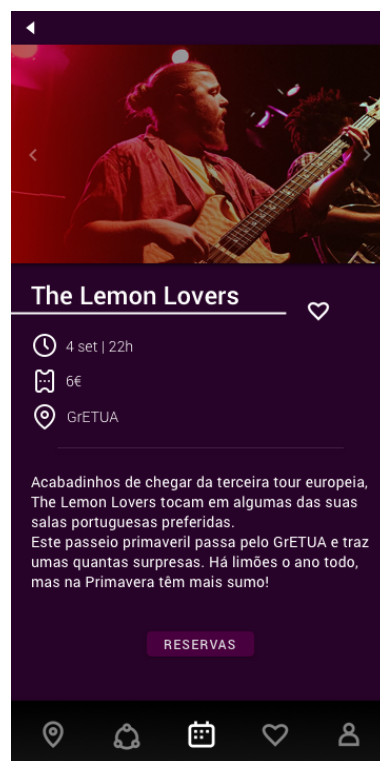 The Lemon Lovers
4 set | 22h
6€
GrETUA
Acabadinhos de chegar da terceira tour europeia,
The Lemon Lovers tocam em algumas das suas
salas portuguesas preferidas.
Este passeio primaveril passa pelo GrETUA e traz
umas quantas surpresas. Há limões o ano todo,
mas na Primavera têm mais sumo!
RESERVAS